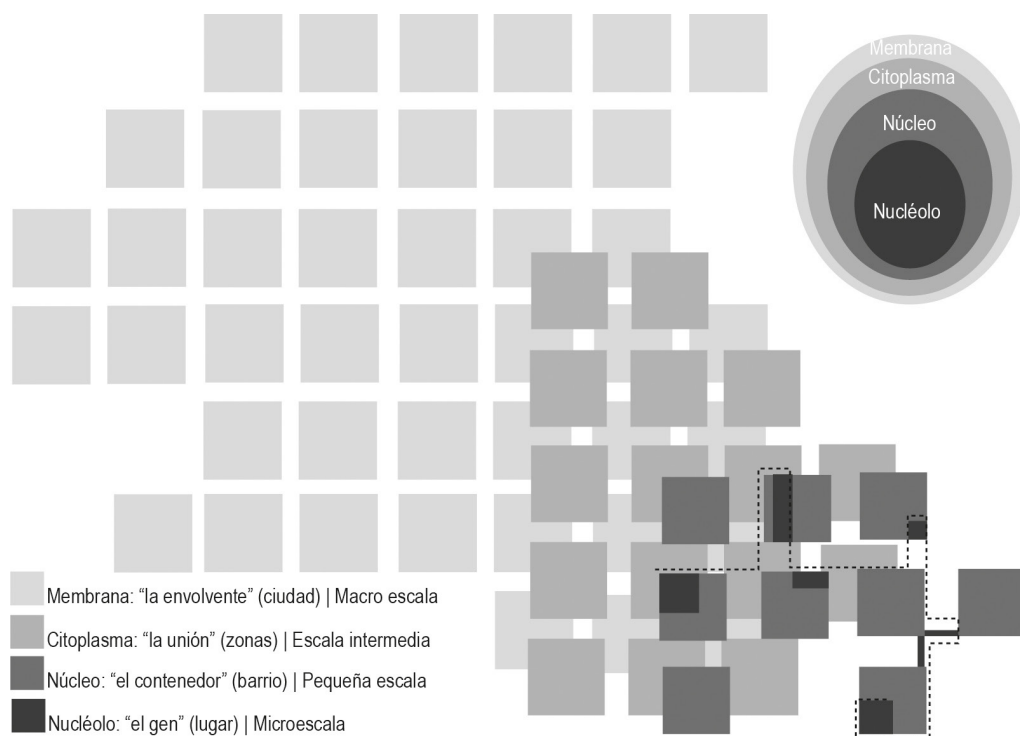 Membrana
Citoplasma
Núcleo
Nucléolo
Membrana: “la envolvente” (ciudad) | Macro escala
Citoplasma: “la unión” (zonas) | Escala intermedia
Núcleo: “el contenedor” (barrio) | Pequeña escala
Nucléolo: “el gen” (lugar) | Microescala